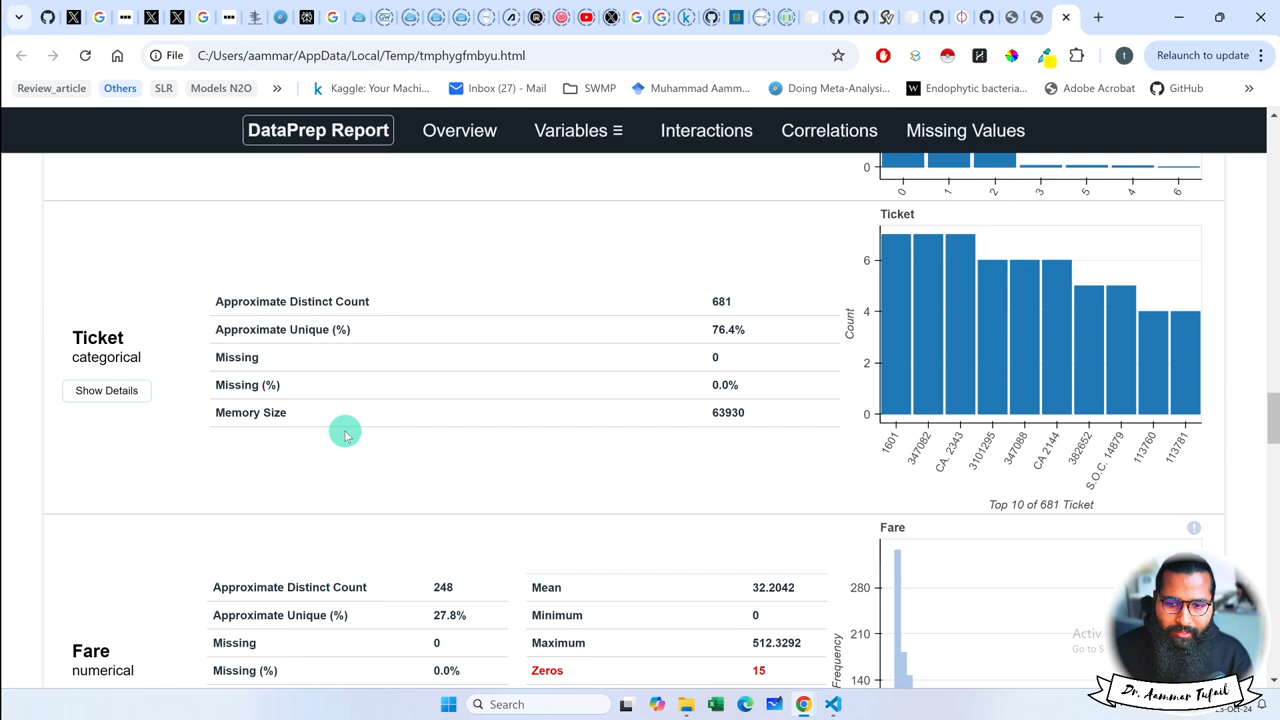 File
C:/Users/aammar/AppData/Local/Temp/tmphygfmbyu.html
t
Relaunch to update
Review_article
Others
SLR
Models N2O
Kaggle: Your Machi...
Inbox (27) - Mail
SWMP
Muhammad Aamm...
Doing Meta-Analysi...
Endophytic bacteria...
Adobe Acrobat
GitHub
DataPrep Report
Overview
Variables ☰
Interactions
Correlations
Missing Values
0
0 1 2 3 5 4 6
Ticket
categorical
Show Details
Approximate Distinct Count 681
Approximate Unique (%) 76.4%
Missing 0
Missing (%) 0.0%
Memory Size 63930
Ticket
Count
6
4
2
0
1601 347082 CA. 2343 3101295 347088 CA 2144 382652 S.O.C. 14879 113760 113781
Top 10 of 681 Ticket
Fare
numerical
Approximate Distinct Count 248
Approximate Unique (%) 27.8%
Missing 0
Missing (%) 0.0%
Mean 32.2042
Minimum 0
Maximum 512.3292
Zeros 15
Fare
Frequency
280
210
140
Activ
Go to S
Dr. Aammar Tufail
Search